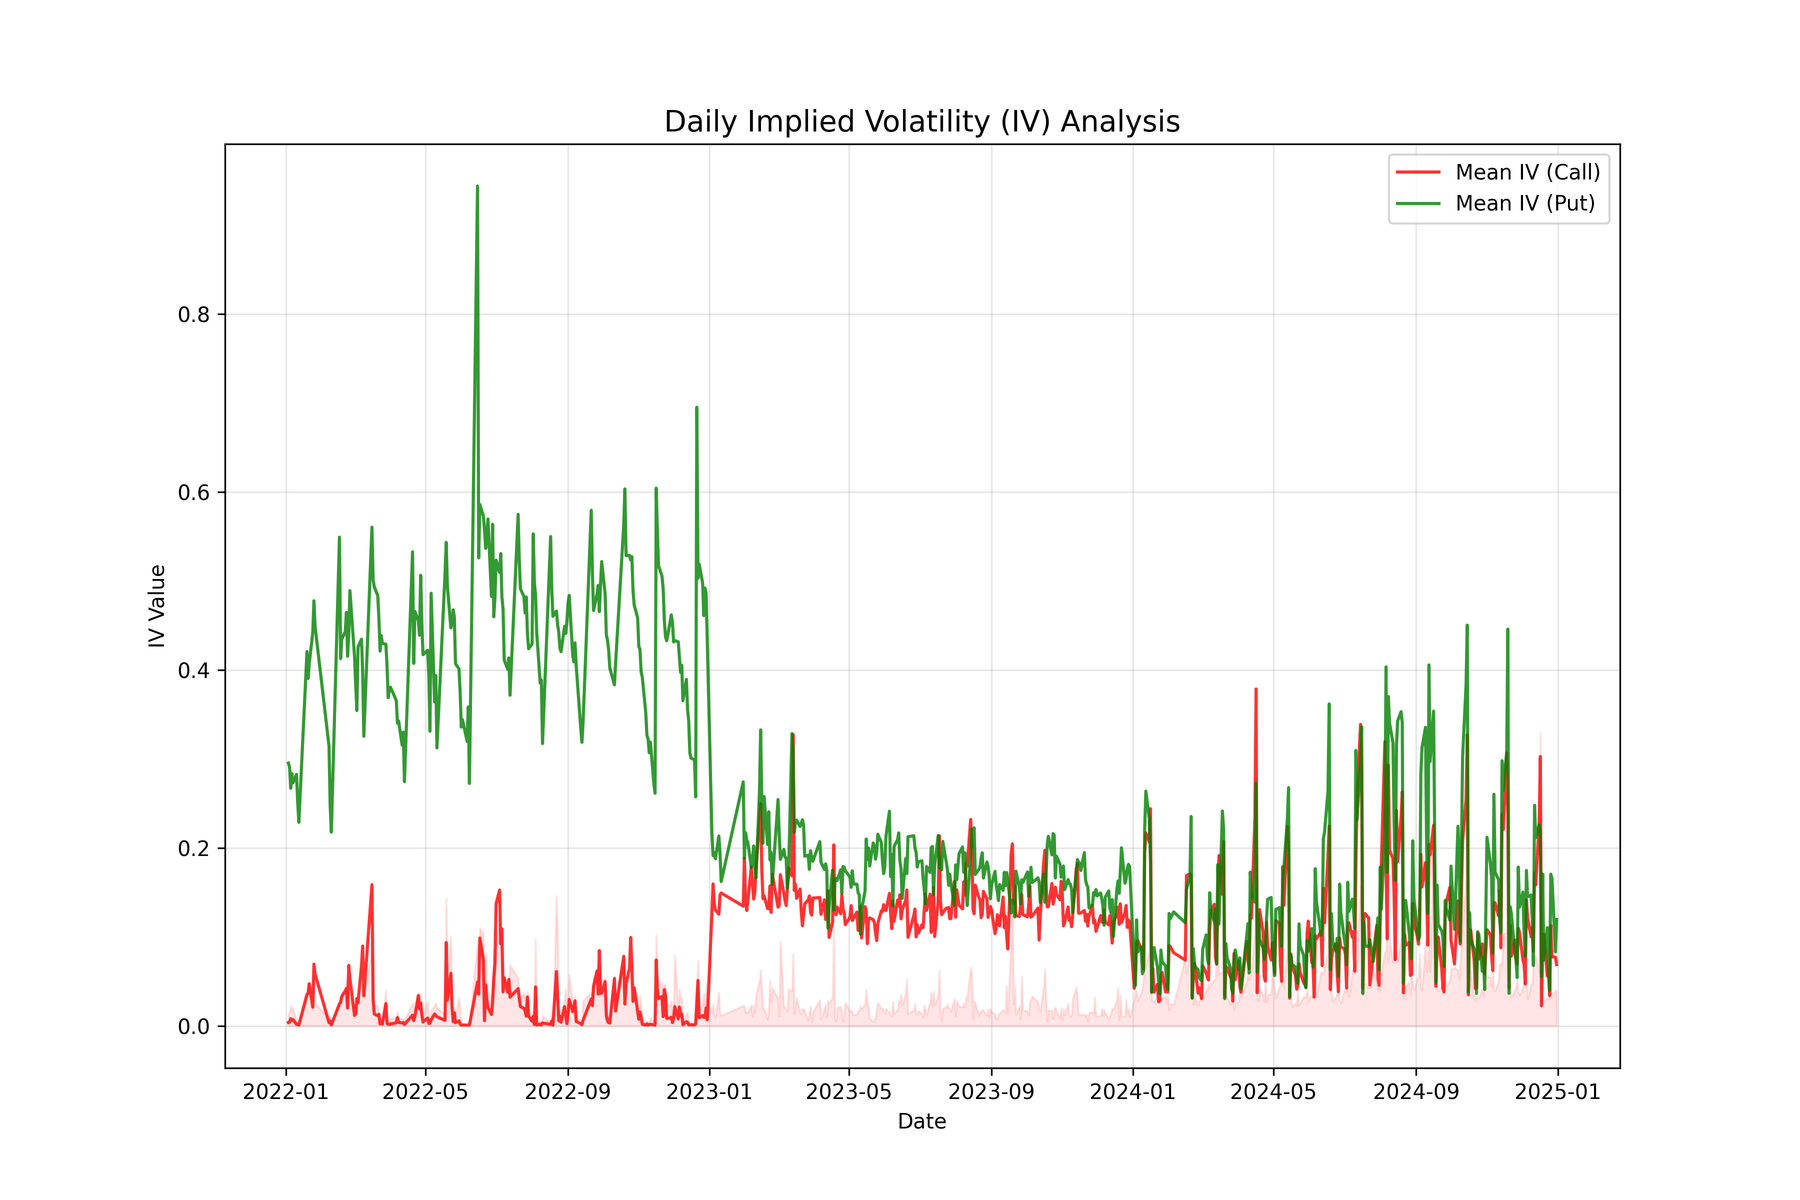 Daily Implied Volatility (IV) Analysis
Mean IV (Call)
Mean IV (Put)
IV Value
0.8
0.6
0.4
0.2
0.0
2022-01 2022-05 2022-09 2023-01 2023-05 2023-09 2024-01 2024-05 2024-09 2025-01
Date